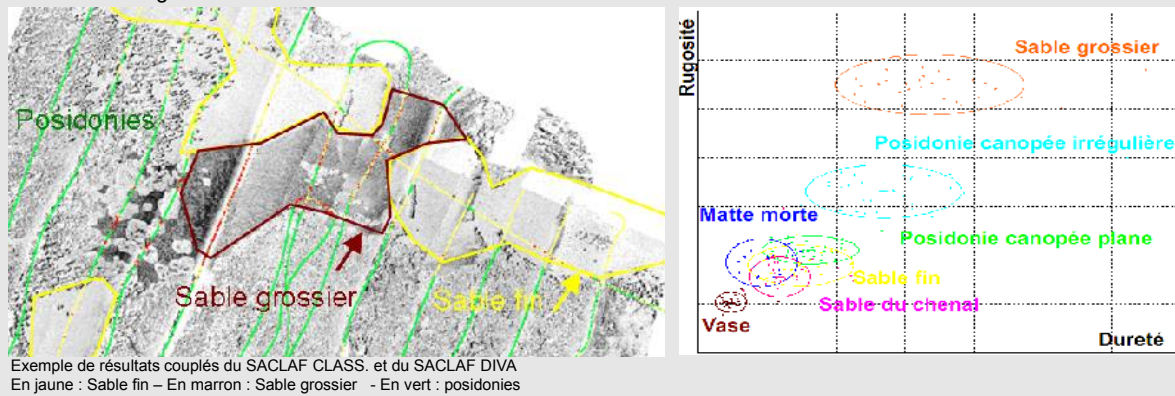 Posidonies
Sable grossier
Sable fin
Rugosité
Sable grossier
Posidonie canopée irrégulière
Matte morte
Posidonie canopée plane
Sable fin
Sable du chenal
Vase
Dureté
Exemple de résultats couplés du SACLAF CLASS. et du SACLAF DIVA
En jaune : Sable fin – En marron : Sable grossier - En vert : posidonies